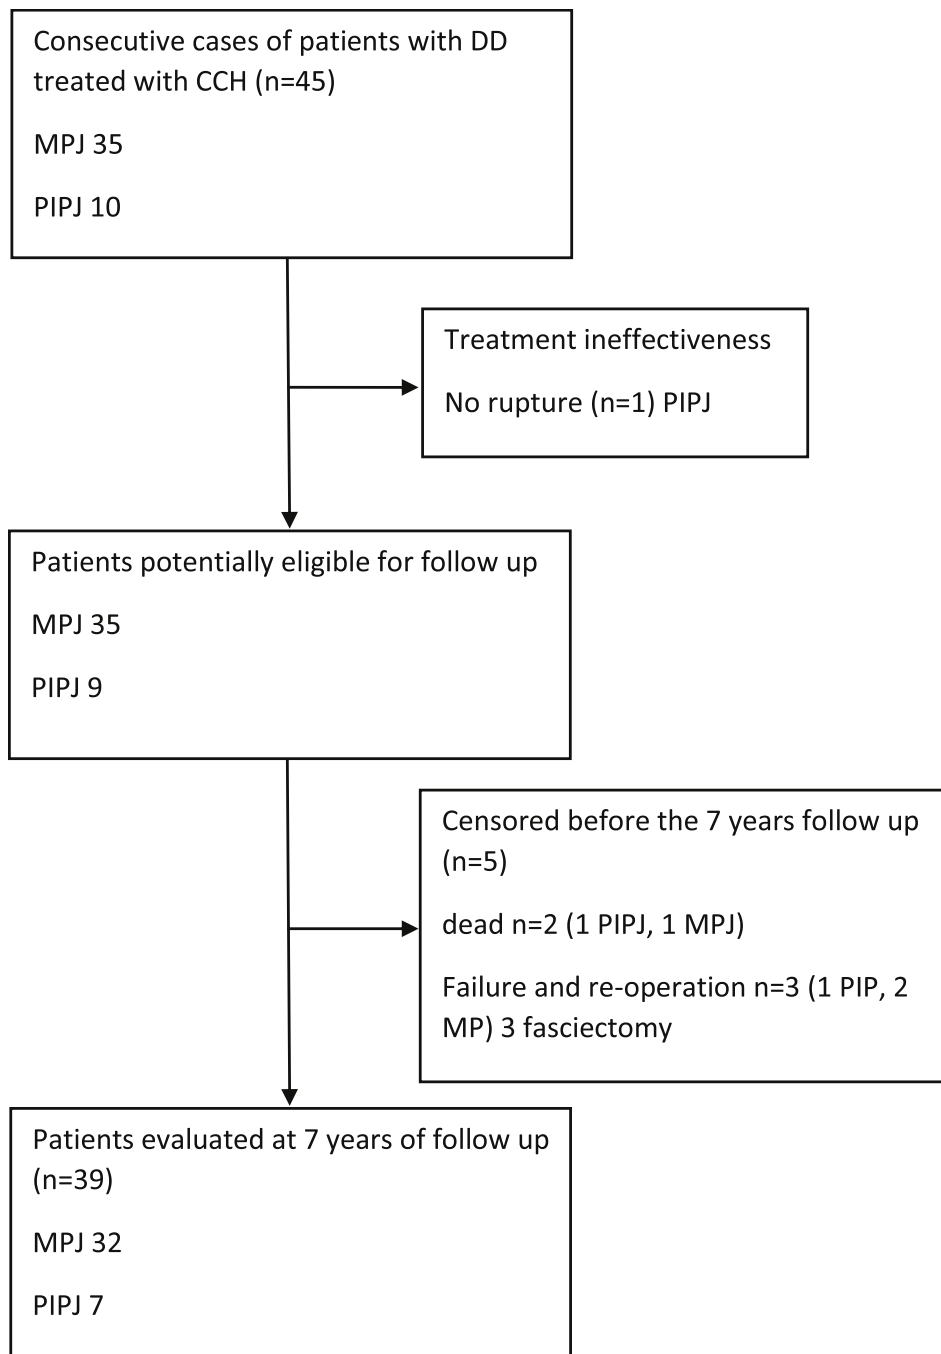 Consecutive cases of patients with DD
treated with CCH (n=45)
MPJ 35
PIPJ 10
Treatment ineffectiveness
No rupture (n=1) PIPJ
Patients potentially eligible for follow up
MPJ 35
PIPJ 9
Censored before the 7 years follow up
(n=5)
dead n=2 (1 PIPJ, 1 MPJ)
Failure and re-operation n=3 (1 PIP, 2
MP) 3 fasciectomy
Patients evaluated at 7 years of follow up
(n=39)
MPJ 32
PIPJ 7